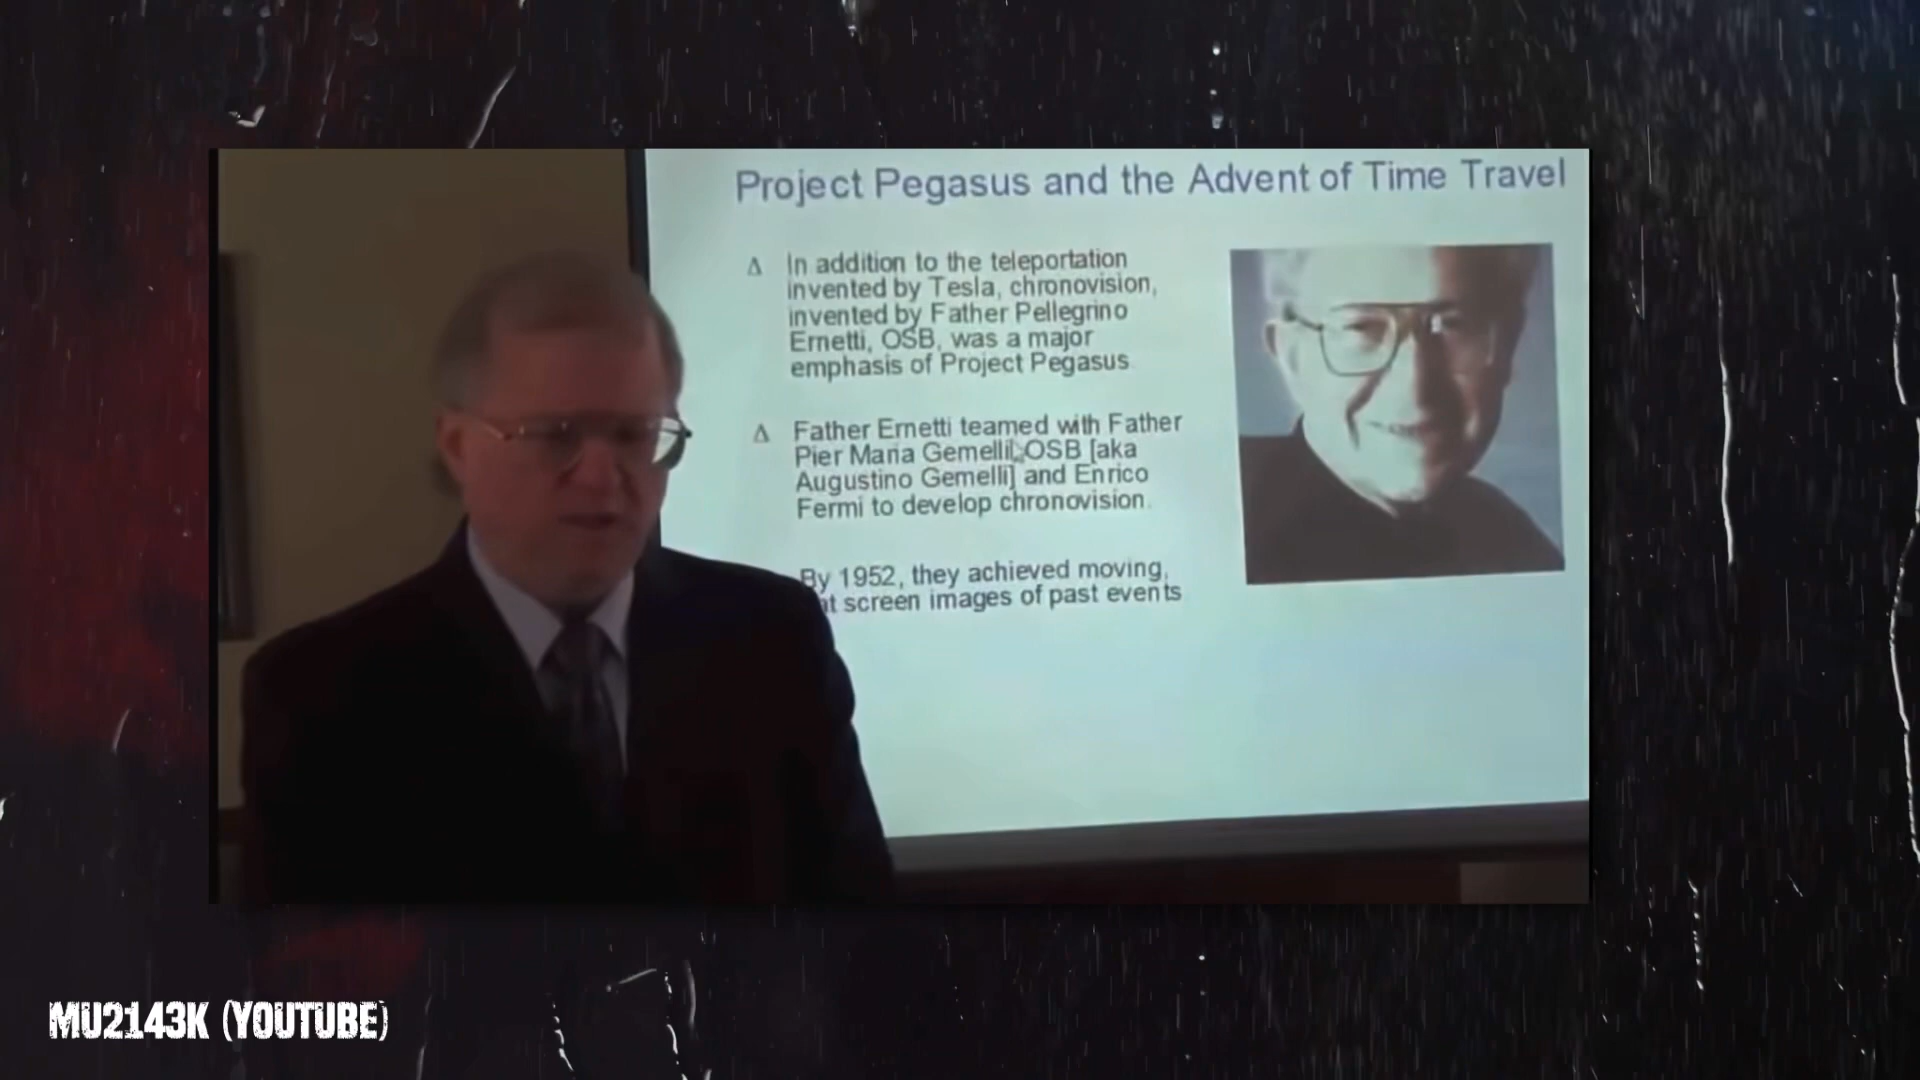 Project Pegasus and the Advent of Time Travel
Δ In addition to the teleportation
invented by Tesla, chronovision,
invented by Father Pellegrino
Ernetti, OSB, was a major
emphasis of Project Pegasus
Δ Father Ernetti teamed with Father
Pier Maria Gemelli, OSB [aka
Augustino Gemelli] and Enrico
Fermi to develop chronovision.
By 1952, they achieved moving,
screen images of past events
MU2143K (YOUTUBE)